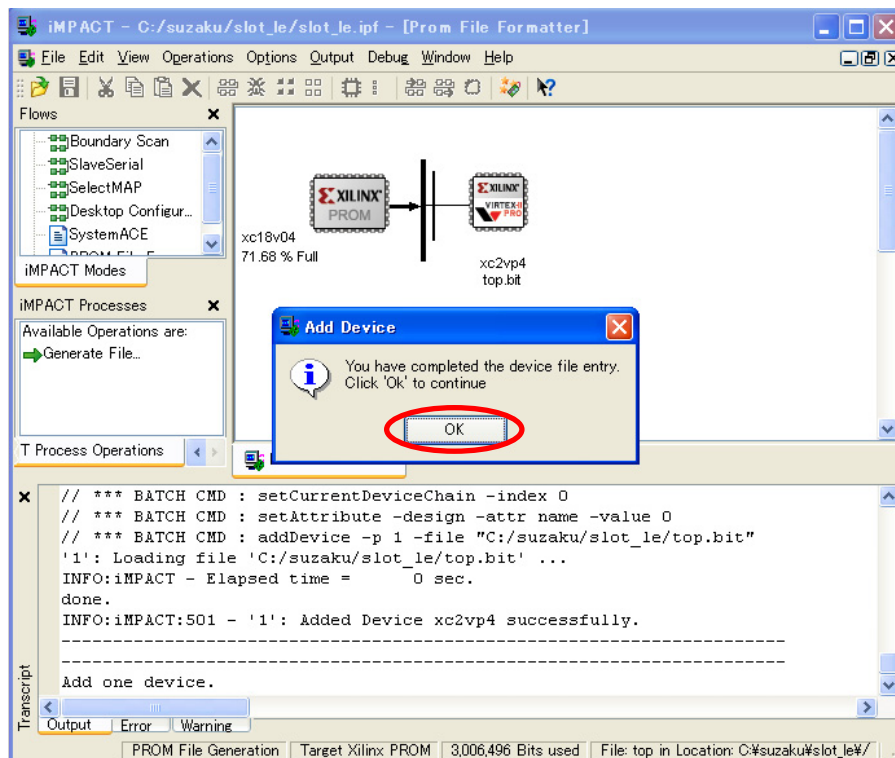 iMPACT - C:/suzaku/slot_le/slot_le.ipf - [Prom File Formatter]
File Edit View Operations Options Output Debug Window Help
Flows
Boundary Scan
SlaveSerial
SelectMAP
Desktop Configur...
SystemACE
iMPACT Modes
iMPACT Processes
Available Operations are:
Generate File...
T Process Operations
XILINX
PROM
xc18v04
71.68 % Full
XILINX
VIRTEX-II
PRO
xc2vp4
top.bit
Add Device
You have completed the device file entry.
Click 'Ok' to continue
OK
// *** BATCH CMD : setCurrentDeviceChain -index 0
// *** BATCH CMD : setAttribute -design -attr name -value 0
// *** BATCH CMD : addDevice -p 1 -file "C:/suzaku/slot_le/top.bit"
'1': Loading file 'C:/suzaku/slot_le/top.bit' ...
INFO:iMPACT - Elapsed time = 0 sec.
done.
INFO:iMPACT:501 - '1': Added Device xc2vp4 successfully.
----------------------------------------------------------------------
----------------------------------------------------------------------
Add one device.
Transcript
Output Error Warning
PROM File Generation Target Xilinx PROM 3,006,496 Bits used File: top in Location: C:¥suzaku¥slot_le¥/